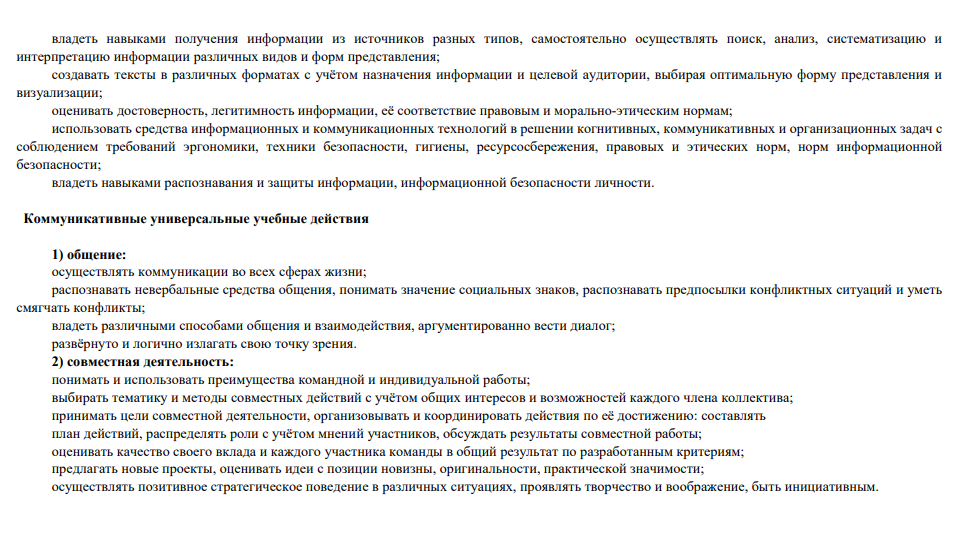 владеть навыками получения информации из источников разных типов, самостоятельно осуществлять поиск, анализ, систематизацию и
интерпретацию информации различных видов и форм представления;
создавать тексты в различных форматах с учётом назначения информации и целевой аудитории, выбирая оптимальную форму представления и
визуализации;
оценивать достоверность, легитимность информации, её соответствие правовым и морально-этическим нормам;
использовать средства информационных и коммуникационных технологий в решении когнитивных, коммуникативных и организационных задач с
соблюдением требований эргономики, техники безопасности, гигиены, ресурсосбережения, правовых и этических норм, норм информационной
безопасности;
владеть навыками распознавания и защиты информации, информационной безопасности личности.
Коммуникативные универсальные учебные действия
1) общение:
осуществлять коммуникации во всех сферах жизни;
распознавать невербальные средства общения, понимать значение социальных знаков, распознавать предпосылки конфликтных ситуаций и уметь
смягчать конфликты;
владеть различными способами общения и взаимодействия, аргументированно вести диалог;
развёрнуто и логично излагать свою точку зрения.
2) совместная деятельность:
понимать и использовать преимущества командной и индивидуальной работы;
выбирать тематику и методы совместных действий с учётом общих интересов и возможностей каждого члена коллектива;
принимать цели совместной деятельности, организовывать и координировать действия по её достижению: составлять
план действий, распределять роли с учётом мнений участников, обсуждать результаты совместной работы;
оценивать качество своего вклада и каждого участника команды в общий результат по разработанным критериям;
предлагать новые проекты, оценивать идеи с позиции новизны, оригинальности, практической значимости;
осуществлять позитивное стратегическое поведение в различных ситуациях, проявлять творчество и воображение, быть инициативным.